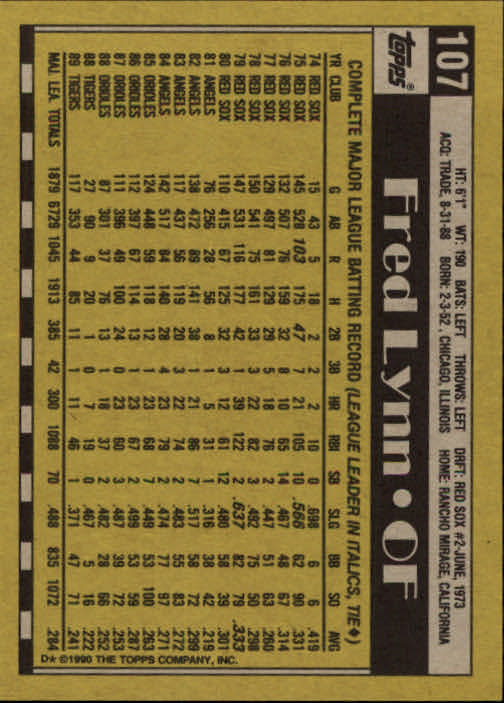 107
topps®
HT: 6'1" WT: 190 BATS: LEFT THROWS: LEFT DRFT: RED SOX #2-JUNE, 1973
ACQ: TRADE, 8-31-88 BORN: 2-3-52, CHICAGO, ILLINOIS HOME: RANCHO MIRAGE, CALIFORNIA
Fred Lynn • OF
COMPLETE MAJOR LEAGUE BATTING RECORD (LEAGUE LEADER IN ITALICS, TIE♦)
YR CLUB G AB R H 2B 3B HR RBI SB SLG BB SO AVG
74 RED SOX 15 43 5 18 2 2 2 10 0 .698 6 6 .419
75 RED SOX 145 528 103 175 47 7 21 105 10 .566 62 90 .331
76 RED SOX 132 507 76 159 32 8 10 65 14 .467 48 67 .314
77 RED SOX 129 497 81 129 29 5 18 76 2 .447 51 63 .260
78 RED SOX 150 541 75 161 33 3 22 82 3 .492 75 50 .298
79 RED SOX 147 531 116 177 42 1 39 122 2 .637 82 79 .333
80 RED SOX 110 415 67 125 32 3 12 61 12 .480 58 39 .301
81 ANGELS 76 256 28 56 8 1 5 31 1 .316 38 42 .219
82 ANGELS 138 472 89 141 38 1 21 86 7 .517 58 72 .299
83 ANGELS 117 437 56 119 20 3 22 74 2 .483 55 83 .272
84 ANGELS 142 517 84 140 28 4 23 79 2 .474 77 97 .271
85 ORIOLES 124 448 59 118 12 1 23 68 7 .449 53 100 .263
86 ORIOLES 112 397 67 114 13 1 23 67 2 .499 53 59 .287
87 ORIOLES 111 396 49 100 24 0 23 60 3 .487 39 72 .253
88 ORIOLES 87 301 37 76 13 1 18 37 2 .482 28 66 .252
88 TIGERS 27 90 9 20 1 0 7 19 0 .467 5 16 .222
89 TIGERS 117 353 44 85 11 1 11 46 1 .371 47 71 .241
MAJ. LEA. TOTALS 1879 6729 1045 1913 385 42 300 1088 70 .488 835 1072 .284
D★ ©1990 THE TOPPS COMPANY, INC.